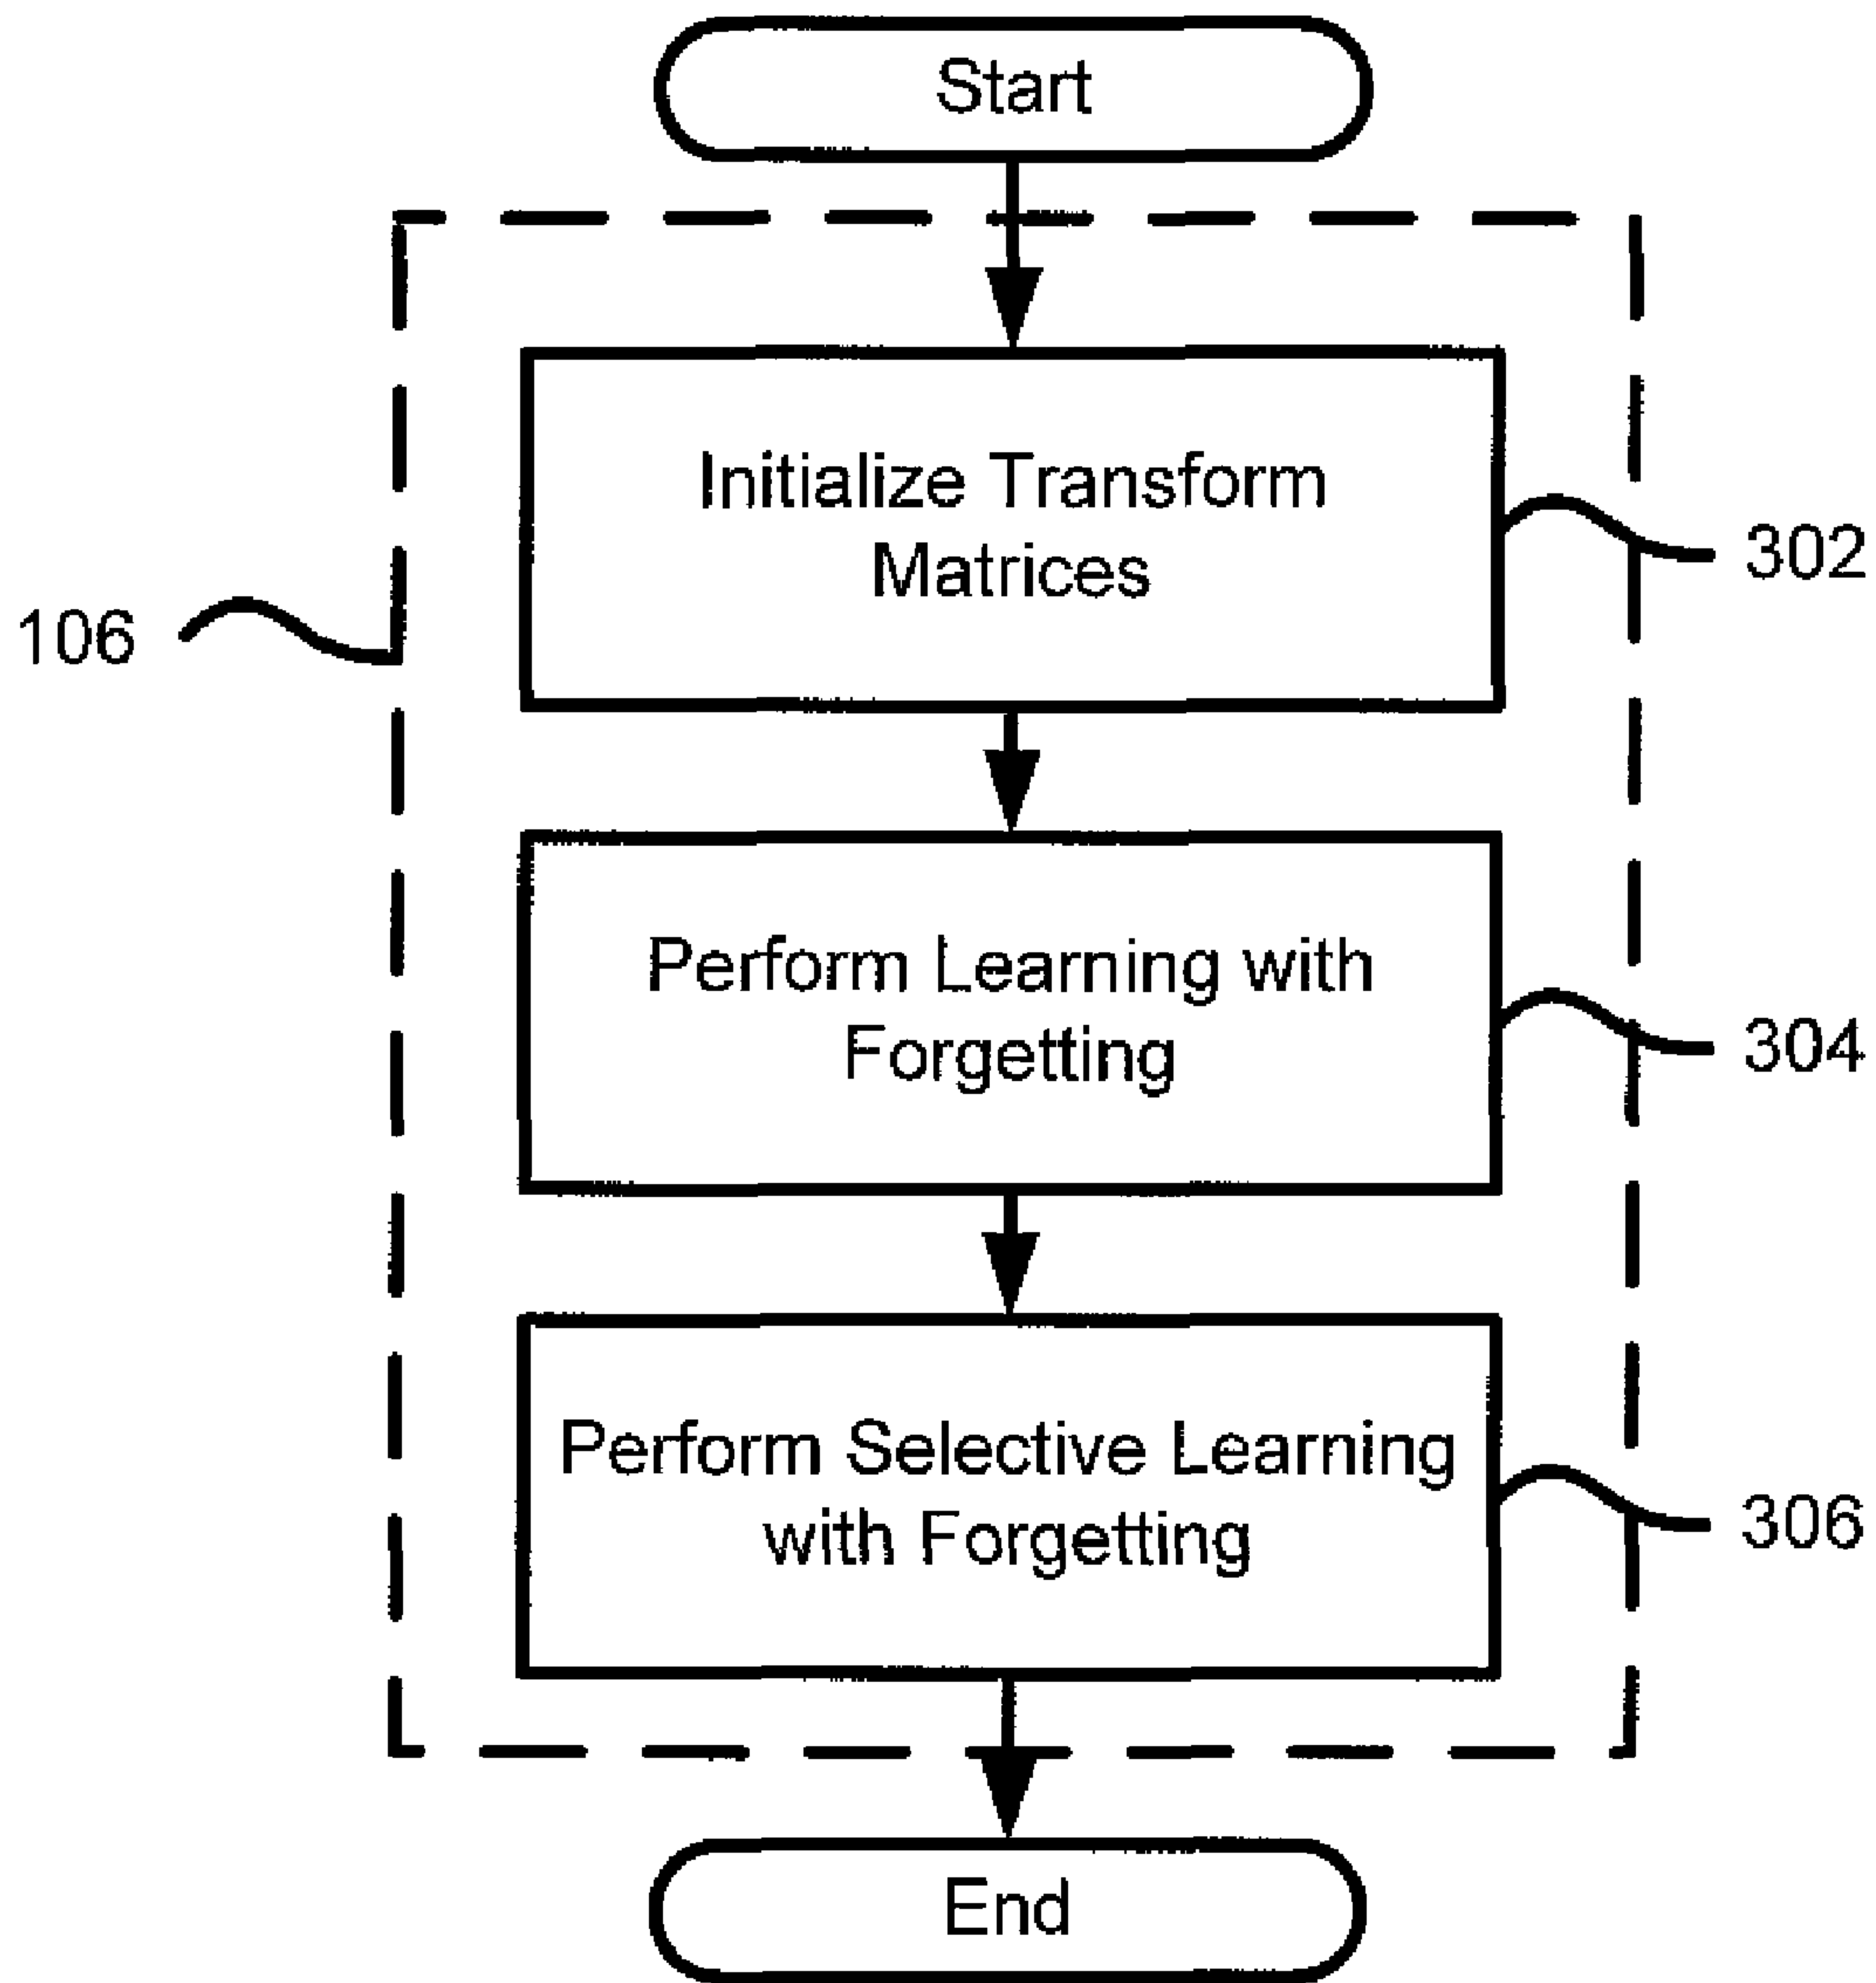 Start
Initialize Transform
Matrices
302
106
Perform Learning with
Forgetting
304
Perform Selective Learning
with Forgetting
306
End